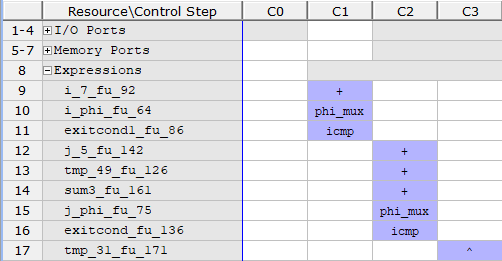 Resource\Control Step C0 C1 C2 C3
1-4 I/O Ports
5-7 Memory Ports
8 Expressions
9 i_7_fu_92 +
10 i_phi_fu_64 phi_mux
11 exitcond1_fu_86 icmp
12 j_5_fu_142 +
13 tmp_49_fu_126 +
14 sum3_fu_161 +
15 j_phi_fu_75 phi_mux
16 exitcond_fu_136 icmp
17 tmp_31_fu_171 ^